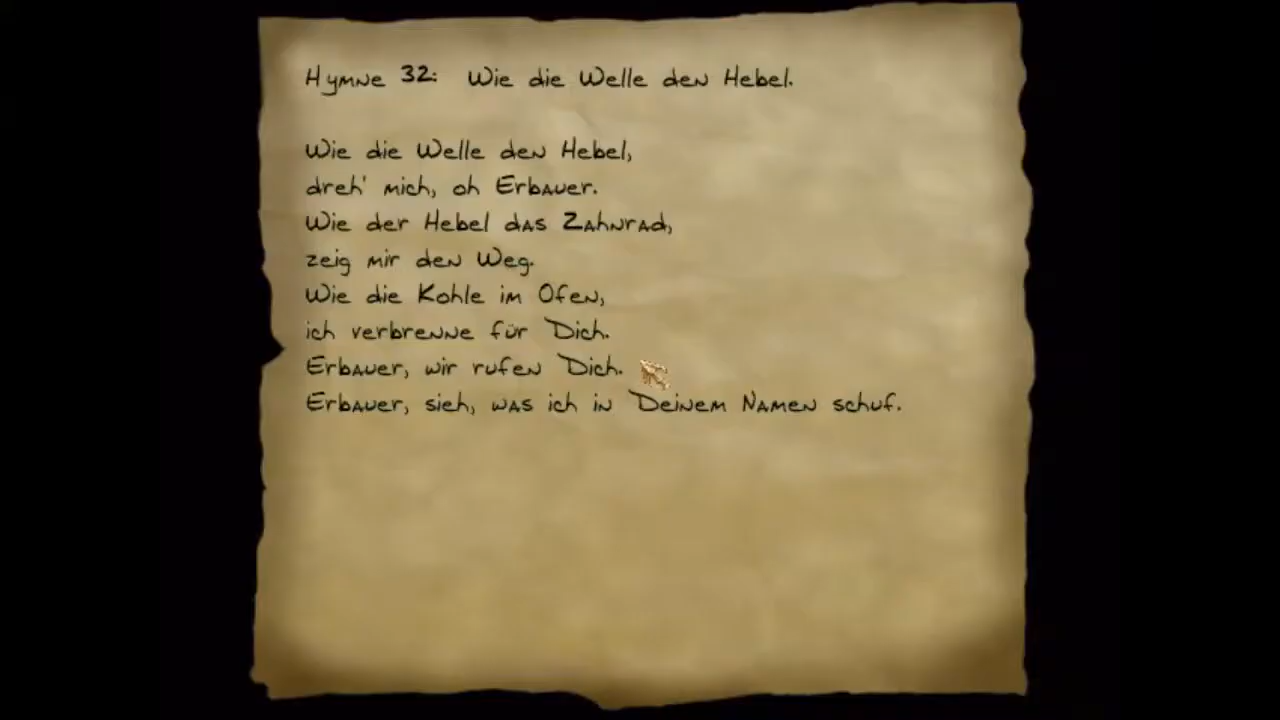 Hymne 32: Wie die Welle den Hebel.
Wie die Welle den Hebel,
dreh' mich, oh Erbauer.
Wie der Hebel das Zahnrad,
zeig mir den Weg.
Wie die Kohle im Ofen,
ich verbrenne für Dich.
Erbauer, wir rufen Dich.
Erbauer, sieh, was ich in Deinem Namen schuf.